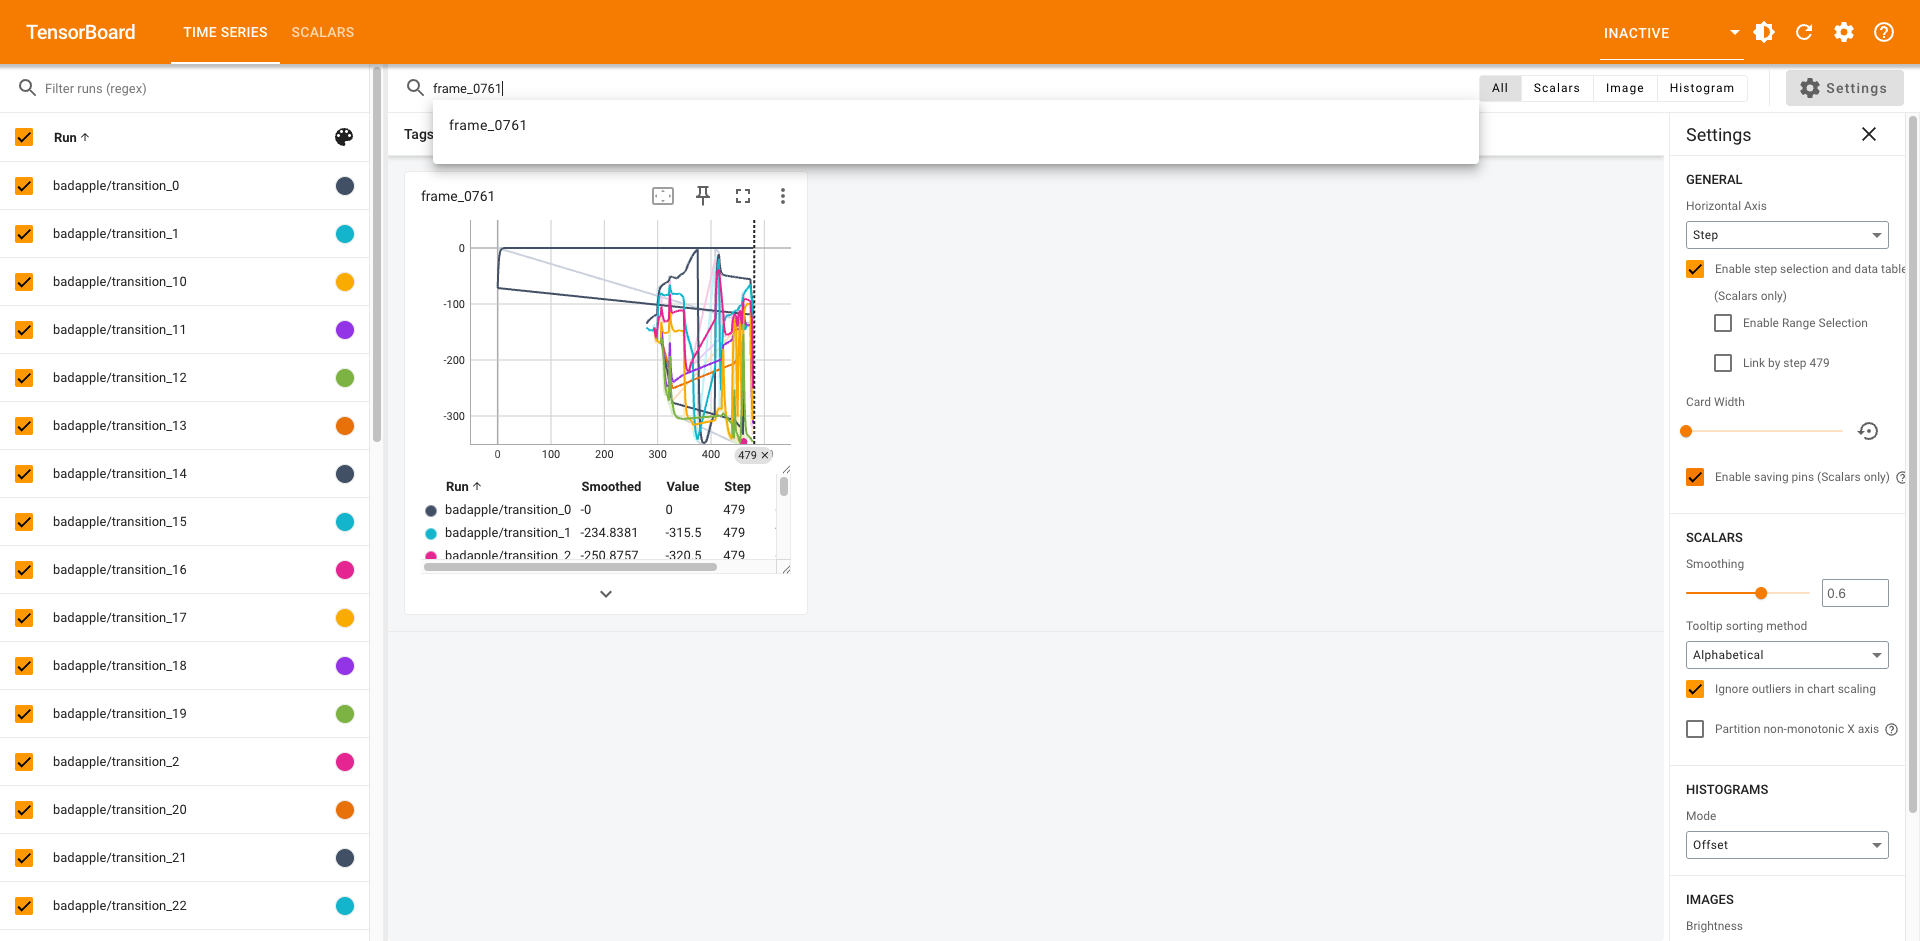 TensorBoard
TIME SERIES
SCALARS
INACTIVE
Filter runs (regex)
frame_0761
All
Scalars
Image
Histogram
Settings
frame_0761
Run
Tags
badapple/transition_0
badapple/transition_1
badapple/transition_10
badapple/transition_11
badapple/transition_12
badapple/transition_13
badapple/transition_14
badapple/transition_15
badapple/transition_16
badapple/transition_17
badapple/transition_18
badapple/transition_19
badapple/transition_2
badapple/transition_20
badapple/transition_21
badapple/transition_22
frame_0761
0
-100
-200
-300
0 100 200 300 400 479
Run Smoothed Value Step
badapple/transition_0 -0 0 479
badapple/transition_1 -234.8381 -315.5 479
badapple/transition_2 -250.8757 -320.5 479
Settings
GENERAL
Horizontal Axis
Step
Enable step selection and data table
(Scalars only)
Enable Range Selection
Link by step 479
Card Width
Enable saving pins (Scalars only)
SCALARS
Smoothing
0.6
Tooltip sorting method
Alphabetical
Ignore outliers in chart scaling
Partition non-monotonic X axis
HISTOGRAMS
Mode
Offset
IMAGES
Brightness